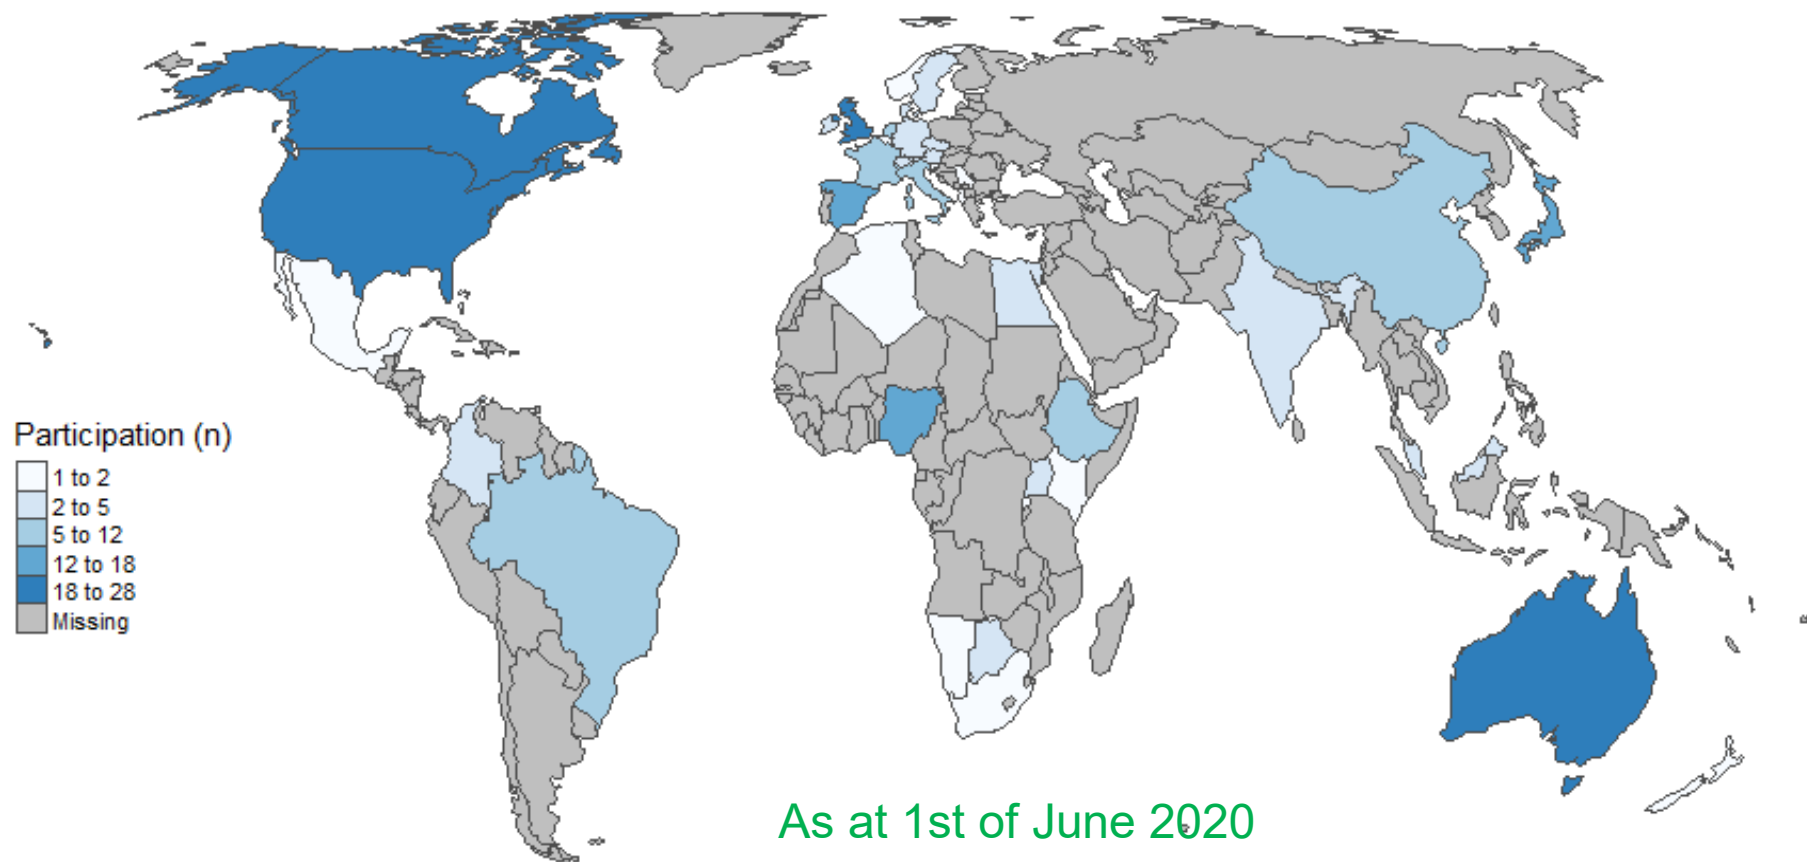 Participation (n)
1 to 2
2 to 5
5 to 12
12 to 18
18 to 28
Missing
As at 1st of June 2020